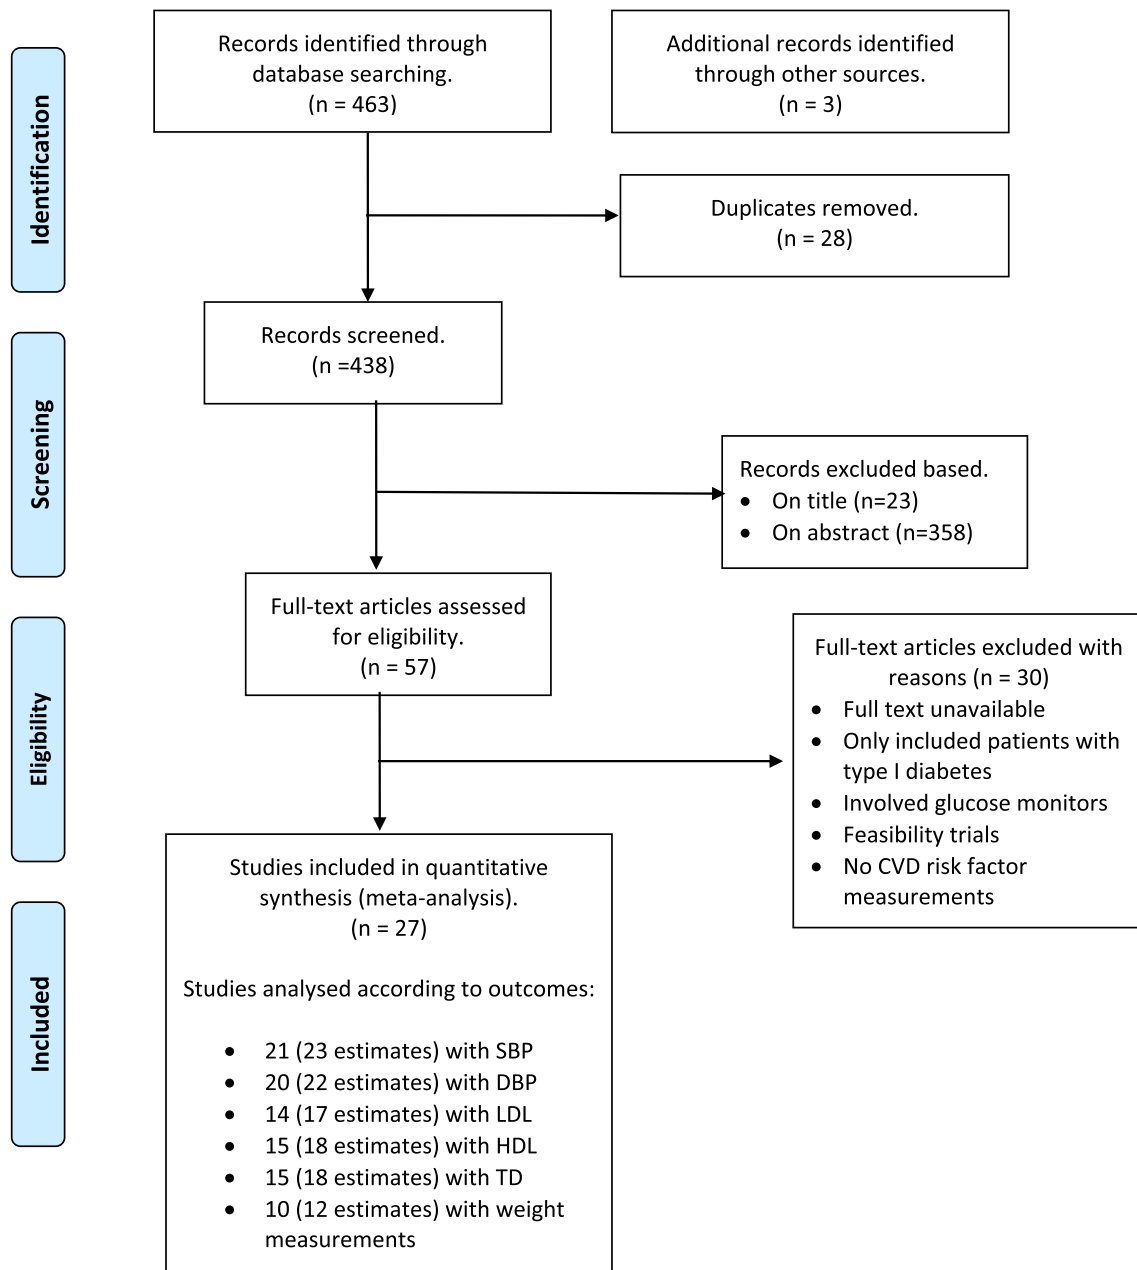 Identification
Records identified through
database searching.
(n = 463)
Additional records identified
through other sources.
(n = 3)
Duplicates removed.
(n = 28)
Screening
Records screened.
(n =438)
Records excluded based.
• On title (n=23)
• On abstract (n=358)
Eligibility
Full-text articles assessed
for eligibility.
(n = 57)
Full-text articles excluded with
reasons (n = 30)
• Full text unavailable
• Only included patients with
type I diabetes
• Involved glucose monitors
• Feasibility trials
• No CVD risk factor
measurements
Included
Studies included in quantitative
synthesis (meta-analysis).
(n = 27)
Studies analysed according to outcomes:
• 21 (23 estimates) with SBP
• 20 (22 estimates) with DBP
• 14 (17 estimates) with LDL
• 15 (18 estimates) with HDL
• 15 (18 estimates) with TD
• 10 (12 estimates) with weight
measurements